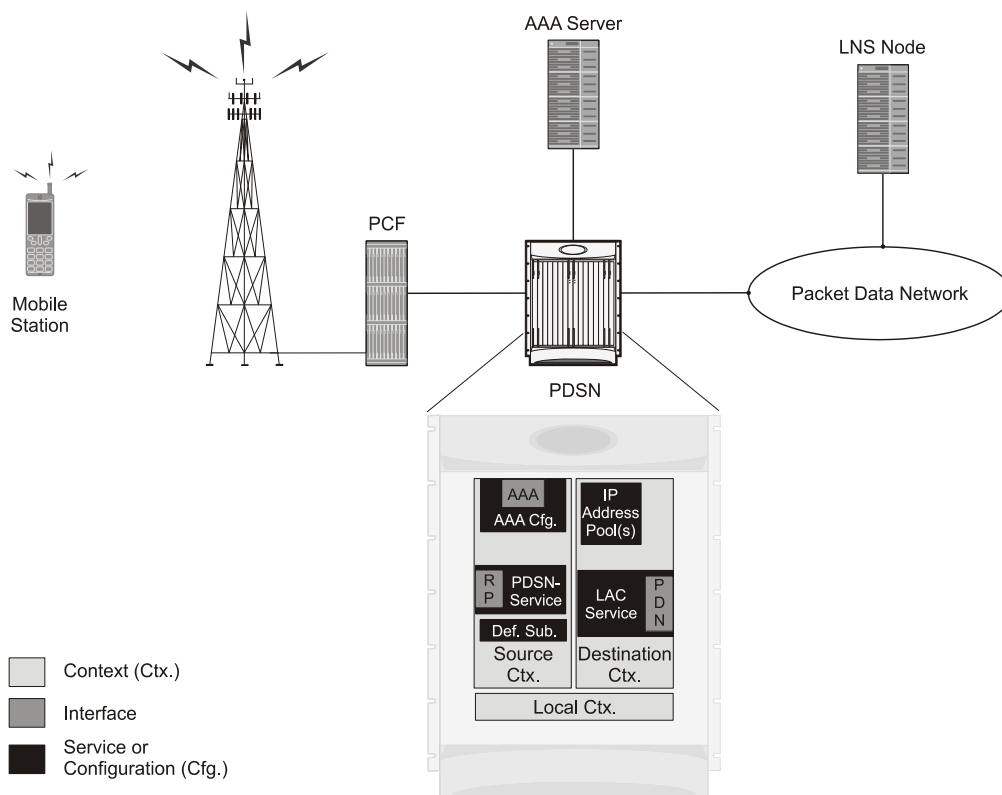 AAA Server
LNS Node
PCF
Mobile
Station
Packet Data Network
PDSN
AAA
AAA Cfg.
IP
Address
Pool(s)
R
P
PDSN-
Service
LAC
Service
P
D
N
Def. Sub.
Source
Ctx.
Destination
Ctx.
Local Ctx.
Context (Ctx.)
Interface
Service or
Configuration (Cfg.)